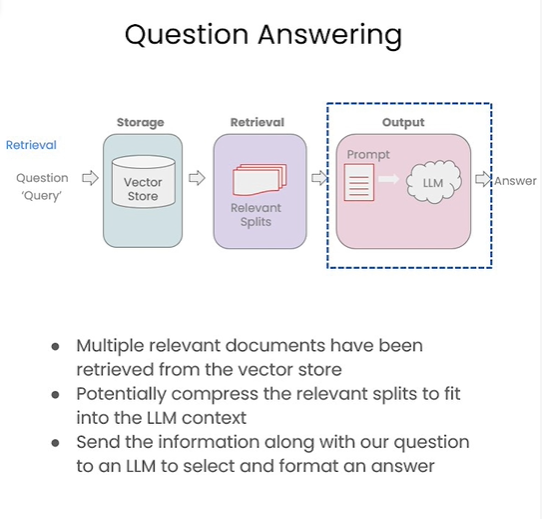 Question Answering
Storage
Retrieval
Output
Retrieval
Question
'Query'
Vector
Store
Relevant
Splits
Prompt
LLM
Answer
● Multiple relevant documents have been
retrieved from the vector store
● Potentially compress the relevant splits to fit
into the LLM context
● Send the information along with our question
to an LLM to select and format an answer